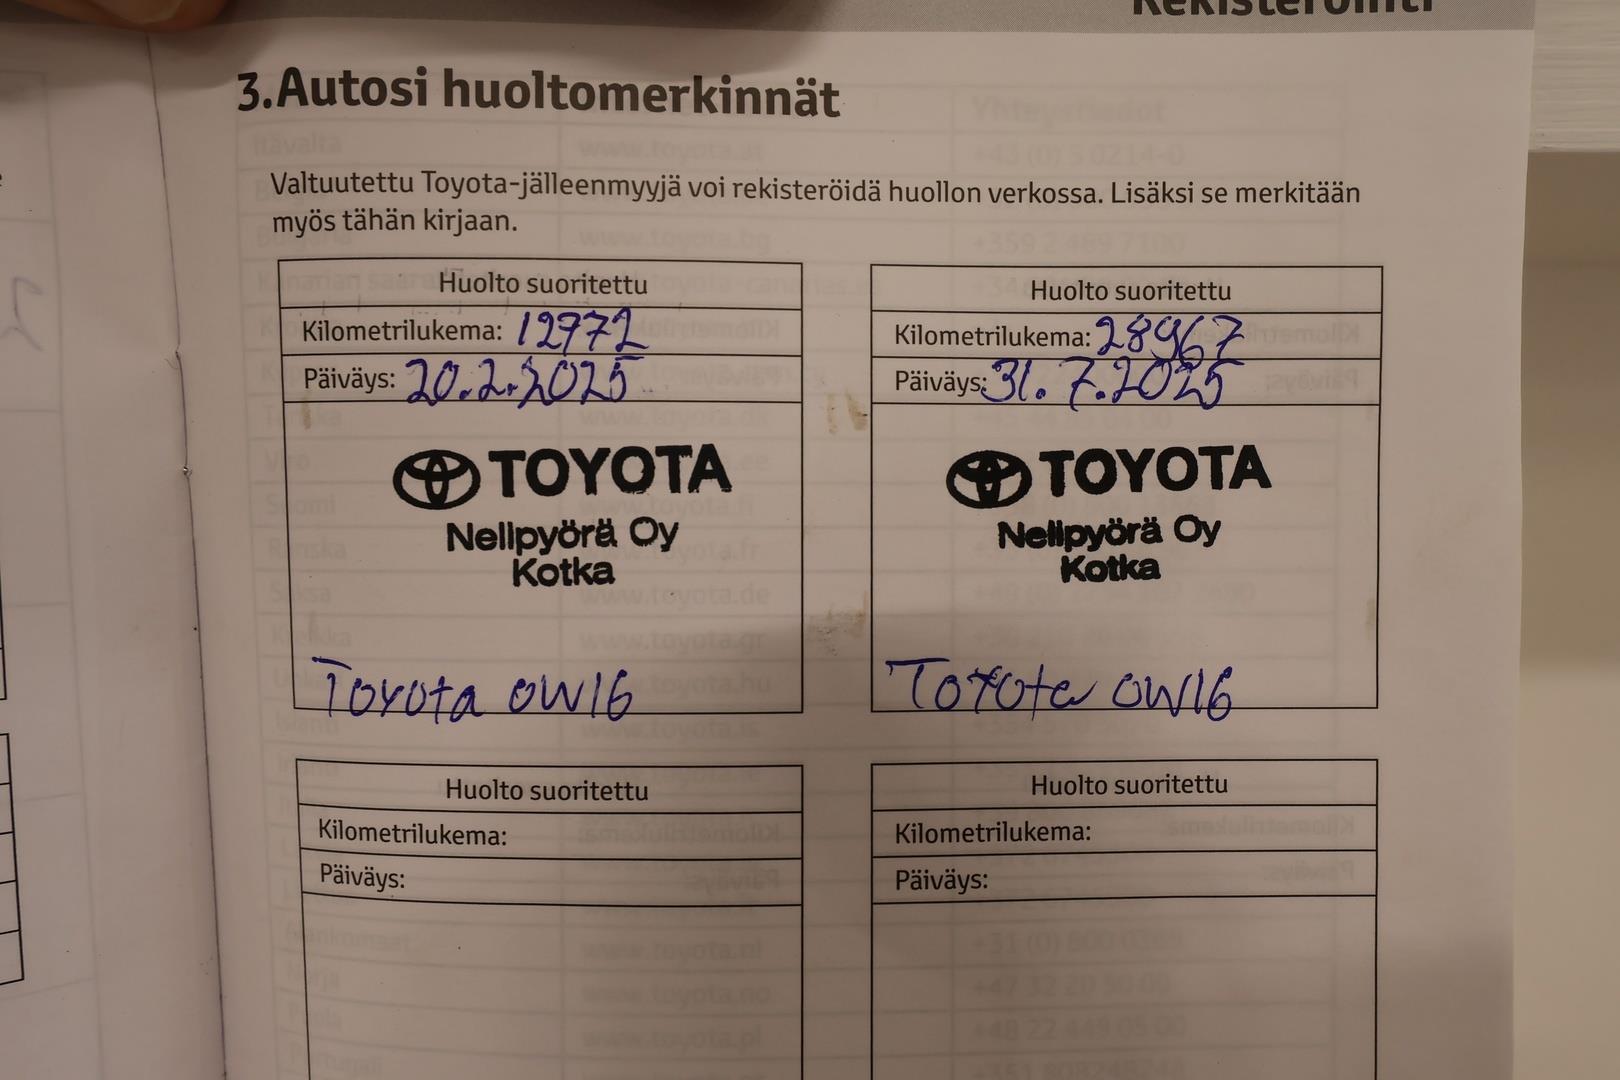 Rekisteröinti
3. Autosi huoltomerkinnät
Valtuutettu Toyota-jälleenmyyjä voi rekisteröidä huollon verkossa. Lisäksi se merkitään
myös tähän kirjaan.
Huolto suoritettu
Kilometrilukema: 12772
Päiväys: 20.2.2025
TOYOTA
Nelipyörä Oy
Kotka
Toyota OW16
Huolto suoritettu
Kilometrilukema: 28967
Päiväys: 31.7.2025
TOYOTA
Nelipyörä Oy
Kotka
Toyota OW16
Huolto suoritettu
Kilometrilukema:
Päiväys:
Huolto suoritettu
Kilometrilukema:
Päiväys: